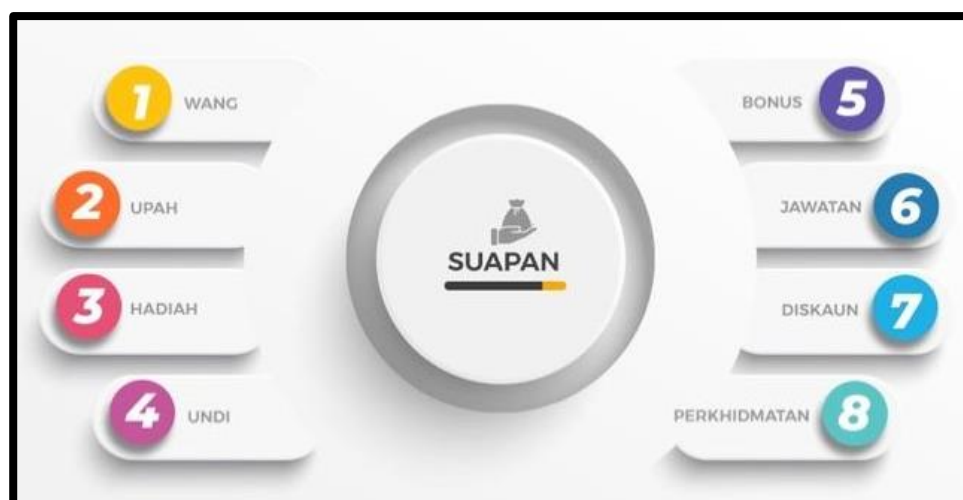 1 WANG
2 UPAH
3 HADIAH
4 UNDI
SUAPAN
BONUS 5
JAWATAN 6
DISKAUN 7
PERKHIDMATAN 8